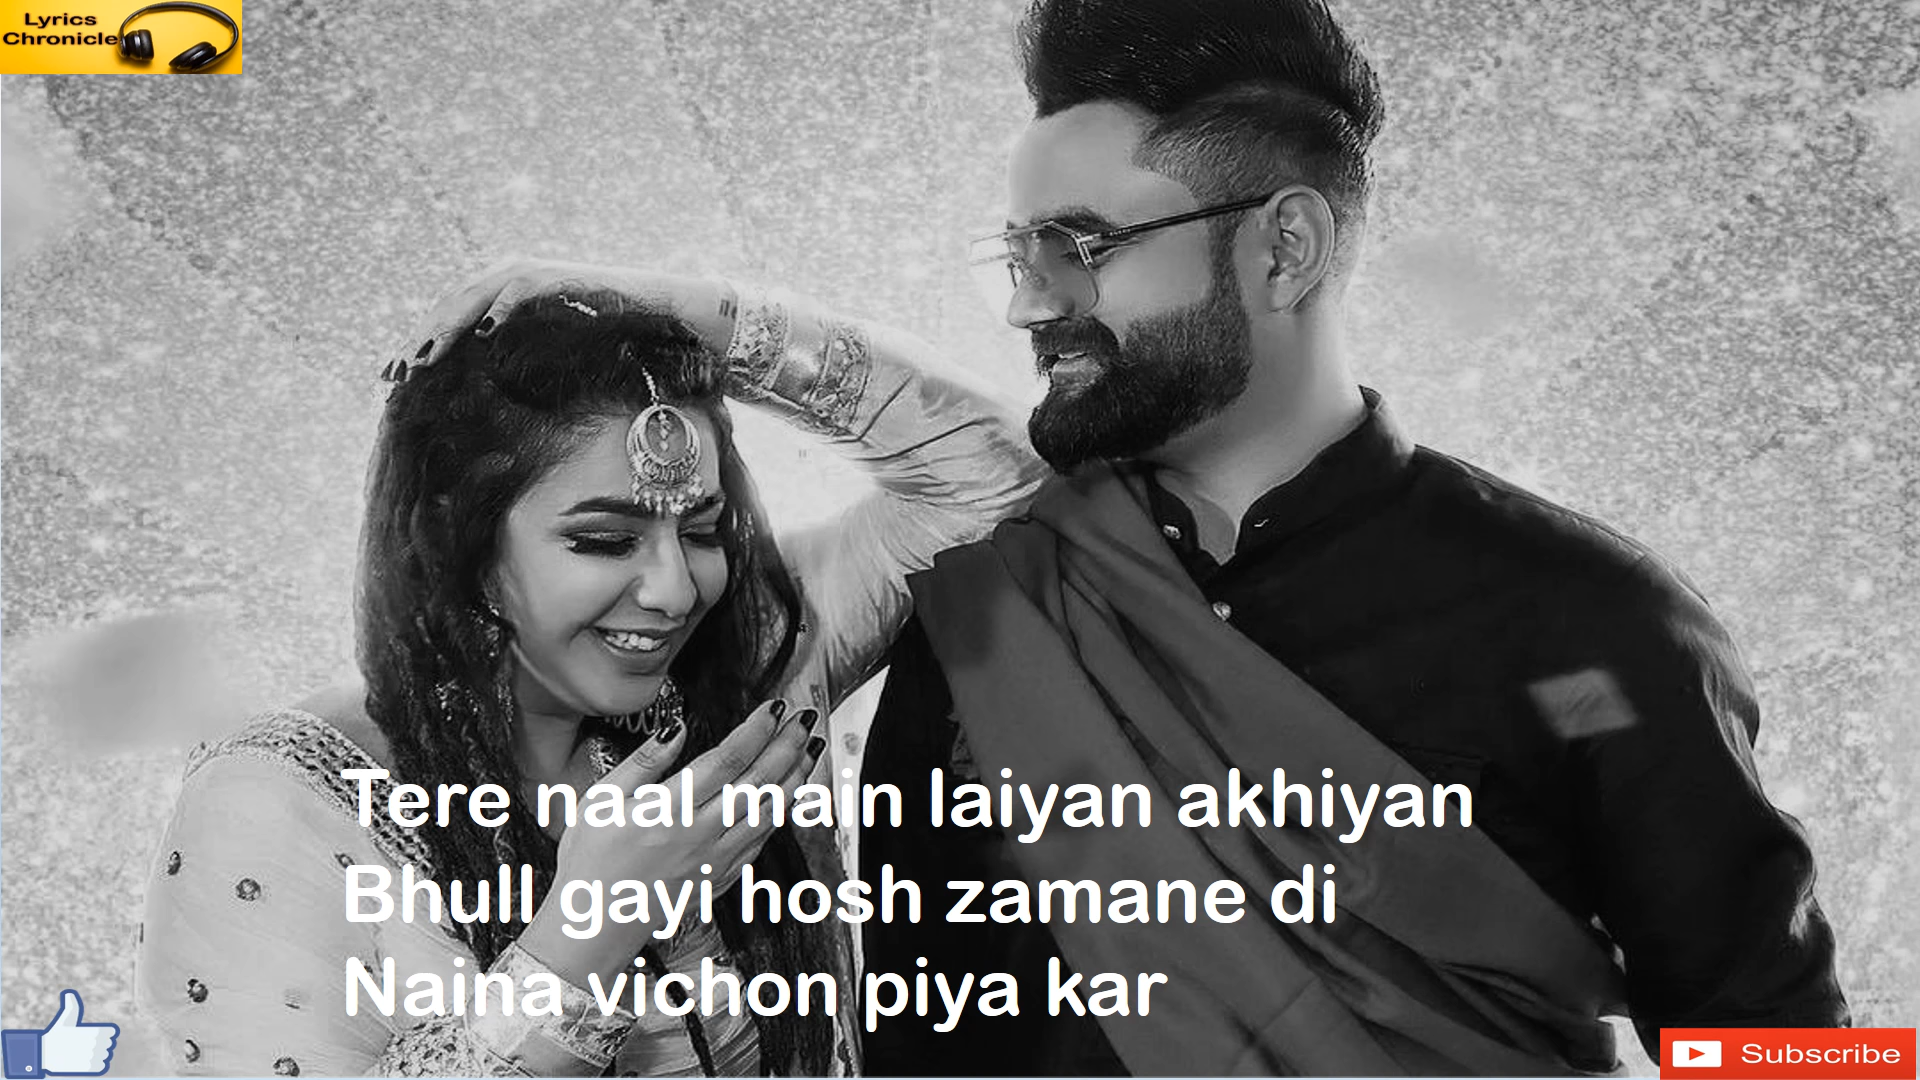 Lyrics
Chronicle
Tere naal main laiyan akhiyan
Bhull gayi hosh zamane di
Naina vichon piya kar
Subscribe